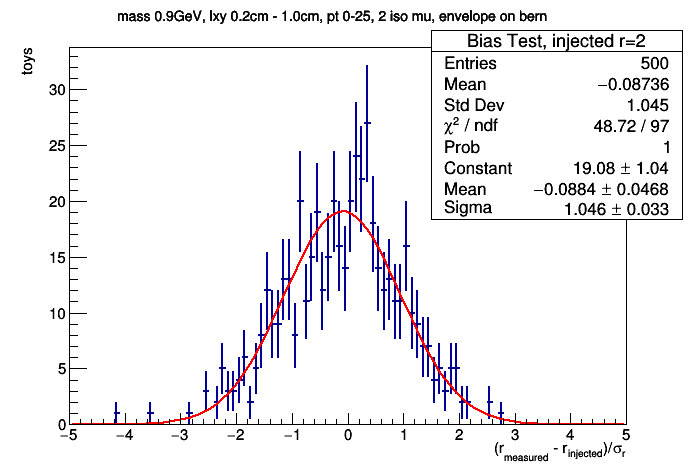 mass 0.9GeV, lxy 0.2cm - 1.0cm, pt 0-25, 2 iso mu, envelope on bern
Bias Test, injected r=2
Entries 500
Mean −0.08736
Std Dev 1.045
χ² / ndf 48.72 / 97
Prob 1
Constant 19.08 ± 1.04
Mean −0.0884 ± 0.0468
Sigma 1.046 ± 0.033
toys
30
25
20
15
10
5
0
−5 −4 −3 −2 −1 0 1 2 3 4 5
(r_measured - r_injected)/σ_r